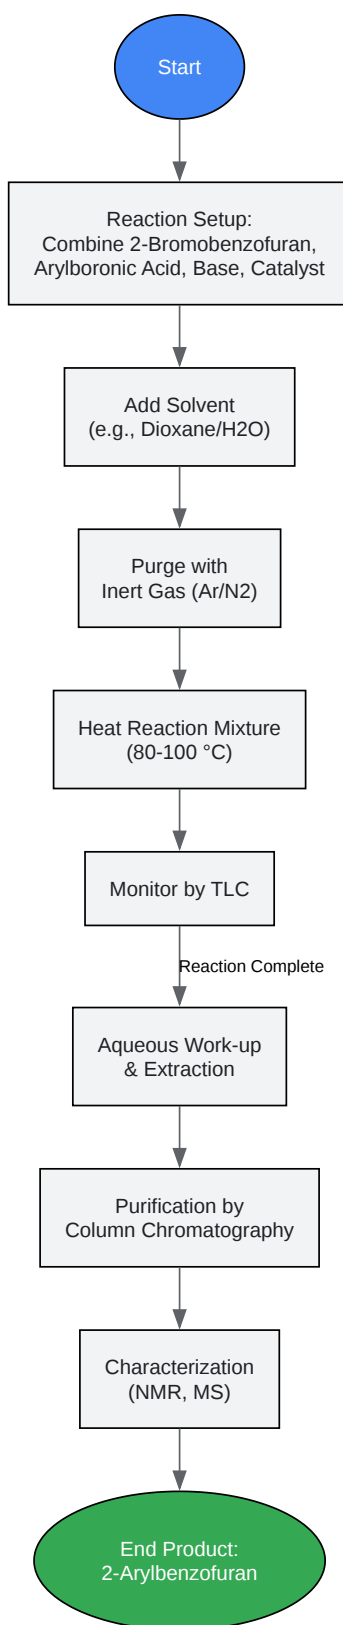 Start
Reaction Setup:
Combine 2-Bromobenzofuran,
Arylboronic Acid, Base, Catalyst
Add Solvent
(e.g., Dioxane/H2O)
Purge with
Inert Gas (Ar/N2)
Heat Reaction Mixture
(80-100 °C)
Monitor by TLC
Reaction Complete
Aqueous Work-up
& Extraction
Purification by
Column Chromatography
Characterization
(NMR, MS)
End Product:
2-Arylbenzofuran